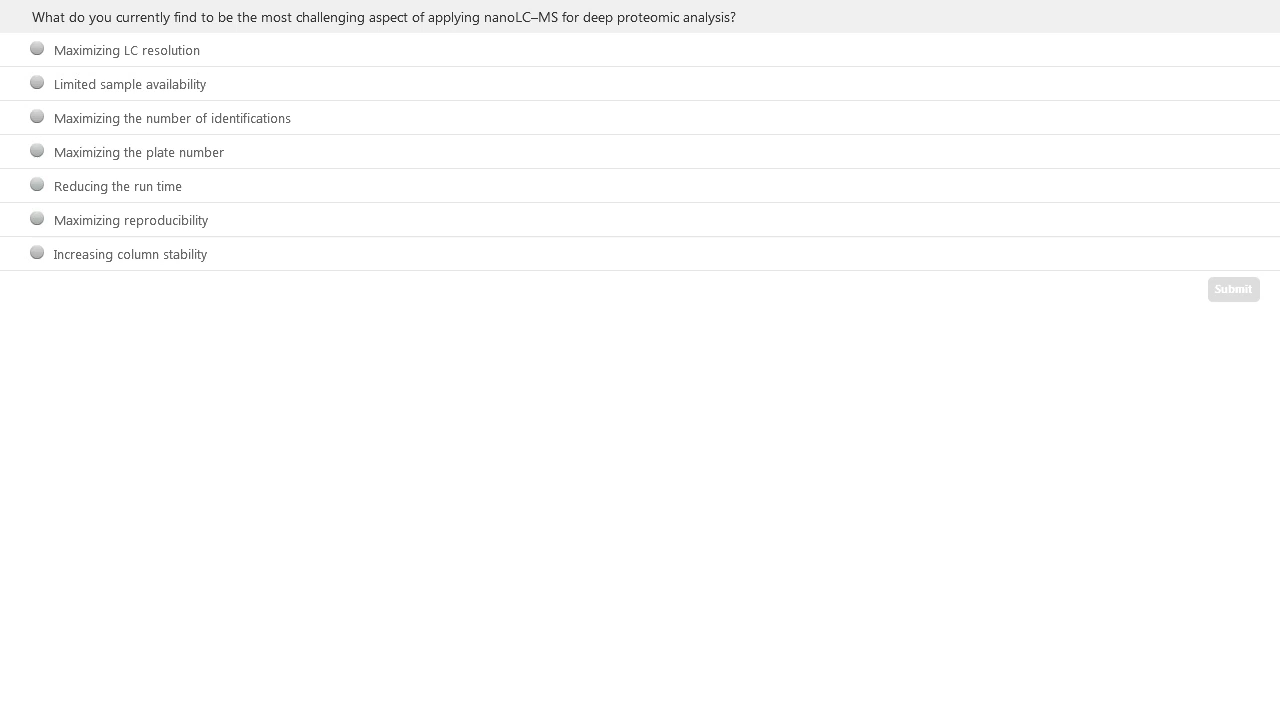 What do you currently find to be the most challenging aspect of applying nanoLC–MS for deep proteomic analysis?
Maximizing LC resolution
Limited sample availability
Maximizing the number of identifications
Maximizing the plate number
Reducing the run time
Maximizing reproducibility
Increasing column stability
Submit